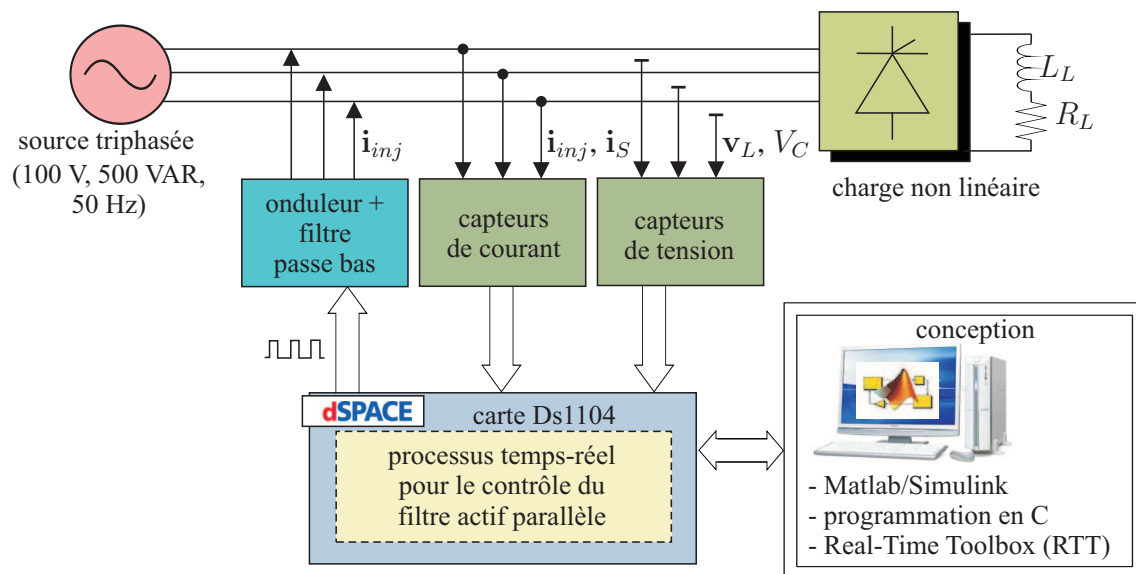 source triphasée
(100 V, 500 VAR,
50 Hz)
i_inj
i_inj, i_S
v_L, V_C
L_L
R_L
charge non linéaire
onduleur +
filtre
passe bas
capteurs
de courant
capteurs
de tension
dSPACE
carte Ds1104
processus temps-réel
pour le contrôle du
filtre actif parallèle
conception
- Matlab/Simulink
- programmation en C
- Real-Time Toolbox (RTT)